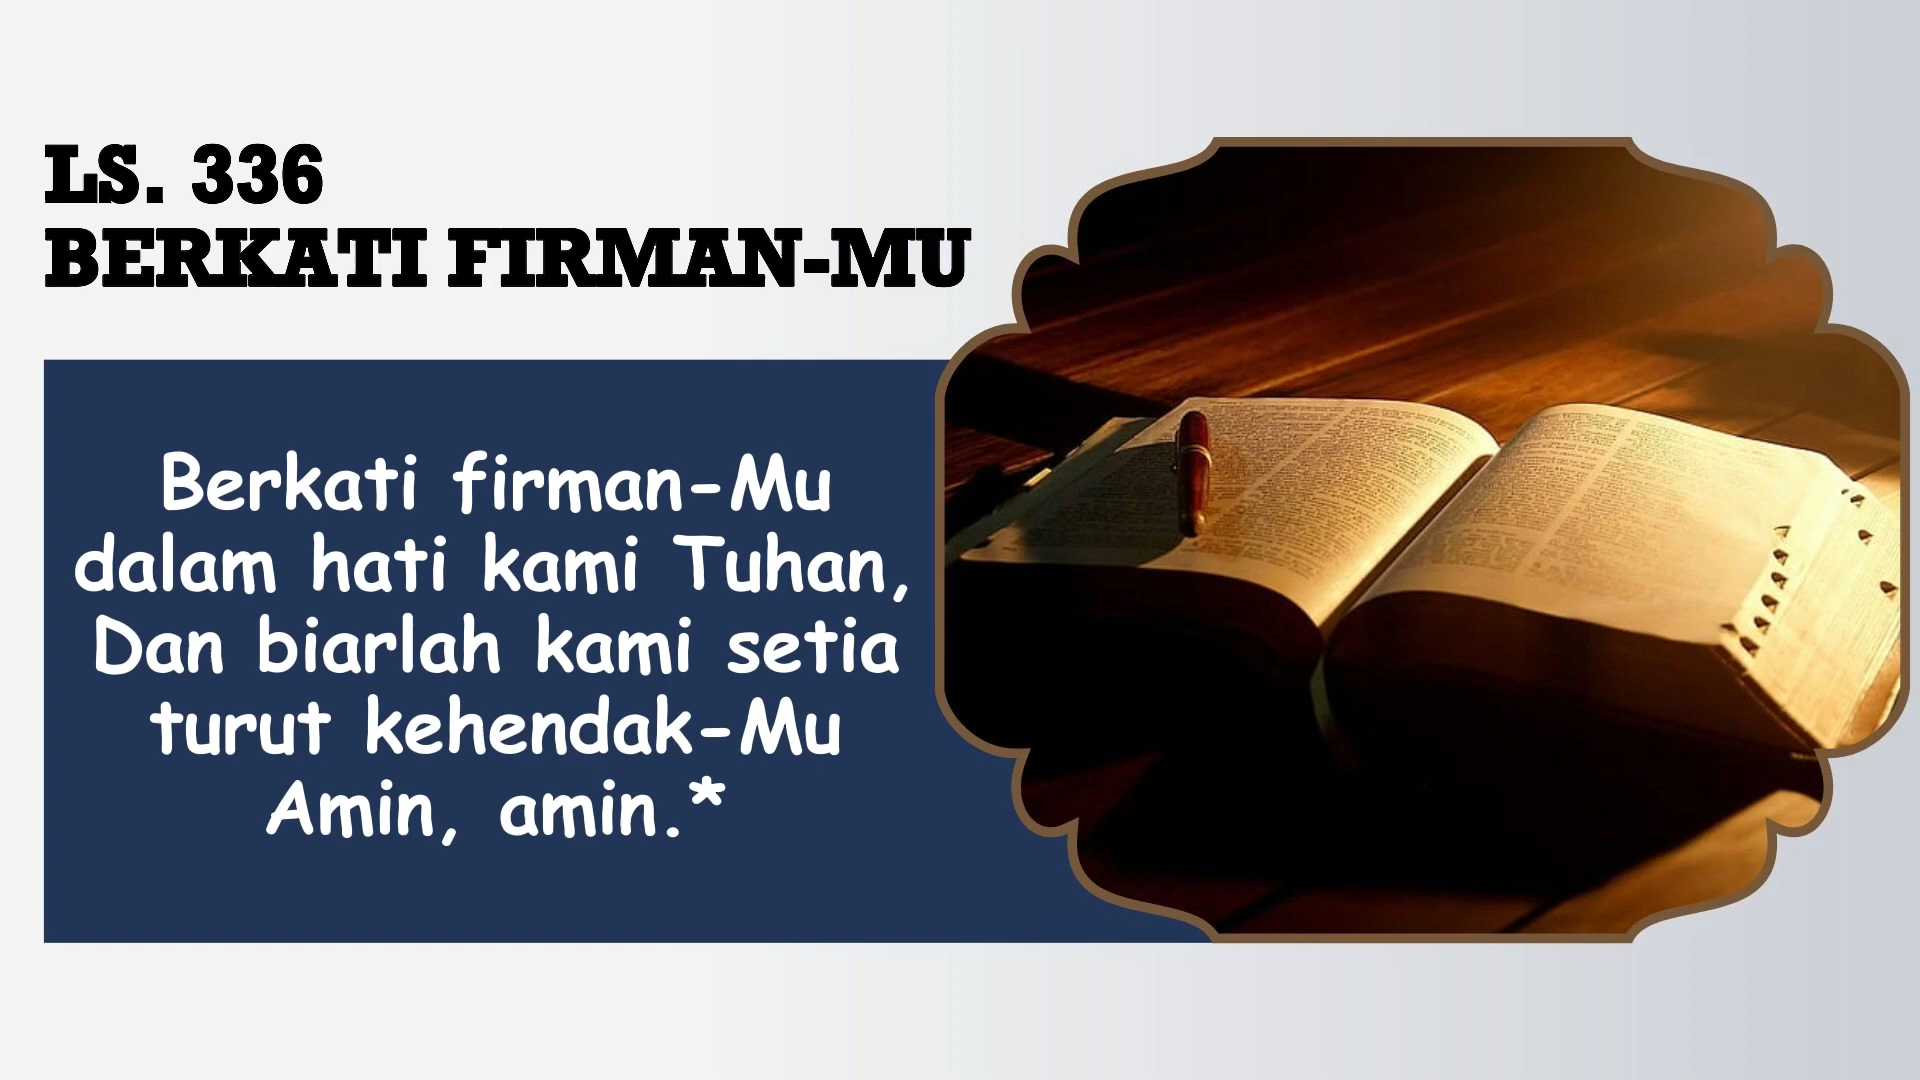 LS. 336
BERKATI FIRMAN-MU
Berkati firman-Mu
dalam hati kami Tuhan,
Dan biarlah kami setia
turut kehendak-Mu
Amin, amin.*